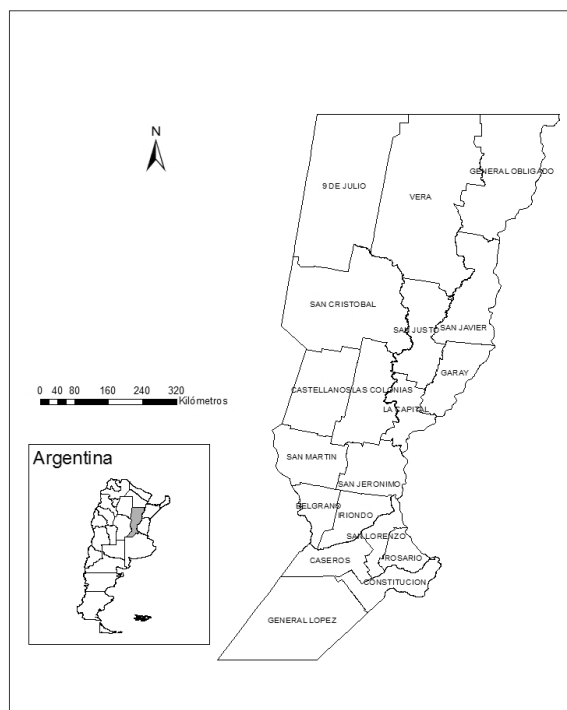 N
9 DE JULIO
VERA
GENERAL OBLIGADO
SAN CRISTOBAL
SAN JUSTO
SAN JAVIER
GARAY
CASTELLANOS
LAS COLONIAS
LA CAPITAL
0 40 80 160 240 320
Kilómetros
SAN MARTIN
SAN JERONIMO
BELGRANO
IRIONDO
SAN LORENZO
CASEROS
ROSARIO
CONSTITUCION
GENERAL LOPEZ
Argentina